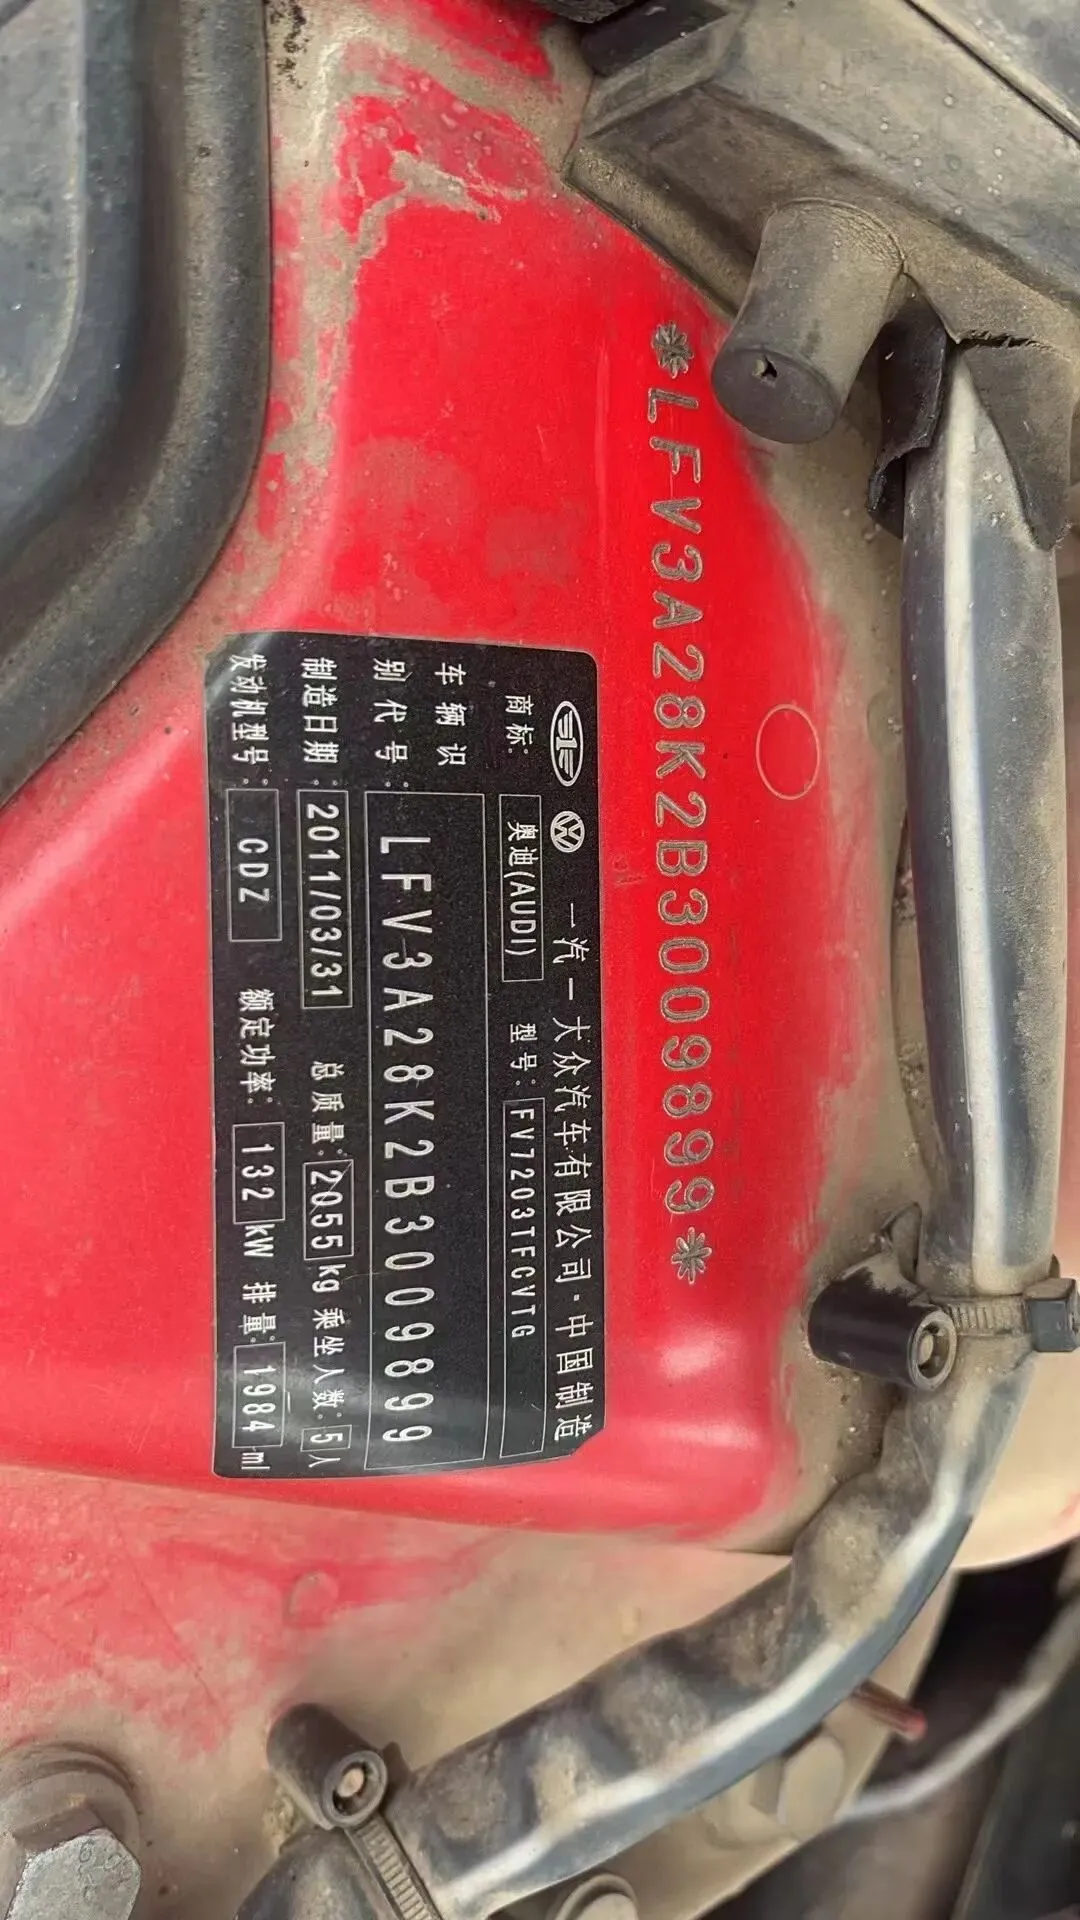 *LFV3A28K2B3009899*
一汽一大众汽车有限公司·中国制造
商标: 奥迪(AUDI) 型号: FV7203TFCVTG
车辆识
别代号: LFV3A28K2B3009899
制造日期: 2011/03/31 总质量: 2055 kg 乘坐人数: 5 人
发动机型号: CDZ 额定功率: 132 kW 排量: 1984 ml